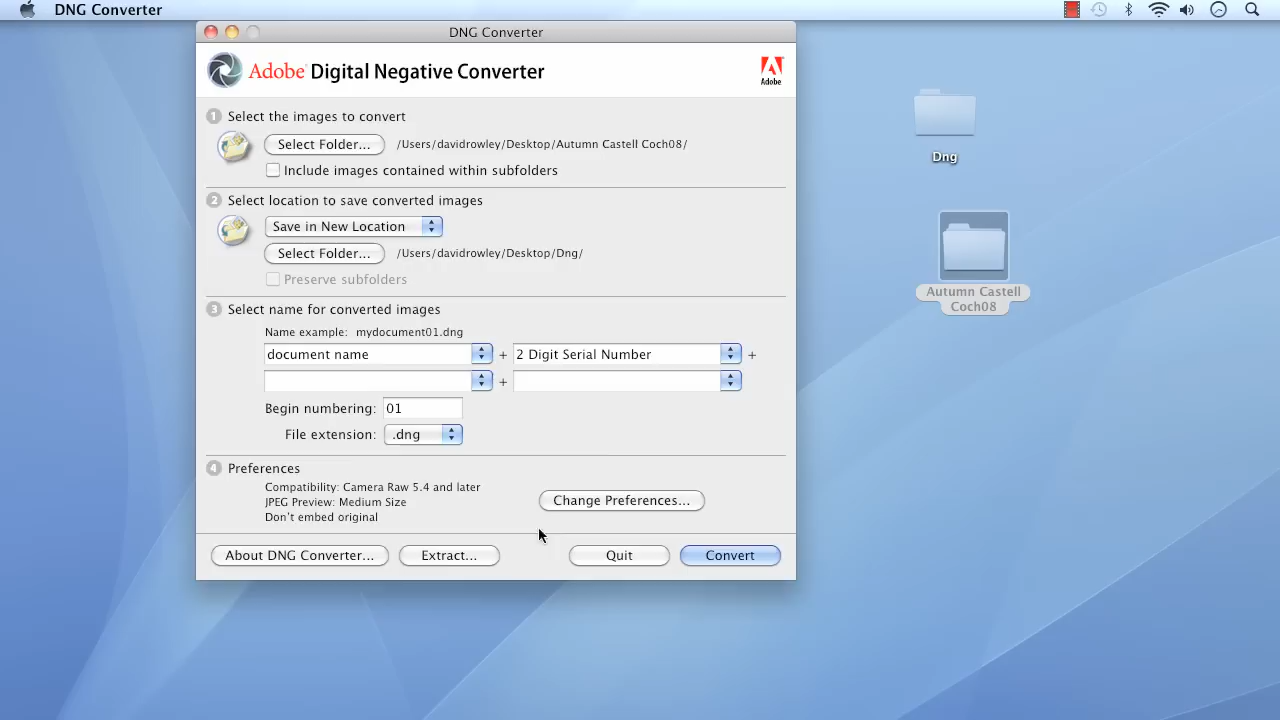 DNG Converter
DNG Converter
Adobe® Digital Negative Converter
Adobe
1 Select the images to convert
Select Folder... /Users/davidrowley/Desktop/Autumn Castell Coch08/
Include images contained within subfolders
2 Select location to save converted images
Save in New Location
Select Folder... /Users/davidrowley/Desktop/Dng/
Preserve subfolders
3 Select name for converted images
Name example: mydocument01.dng
document name + 2 Digit Serial Number +
+
Begin numbering: 01
File extension: .dng
4 Preferences
Compatibility: Camera Raw 5.4 and later
JPEG Preview: Medium Size
Don't embed original
Change Preferences...
About DNG Converter... Extract... Quit Convert
Dng
Autumn Castell
Coch08